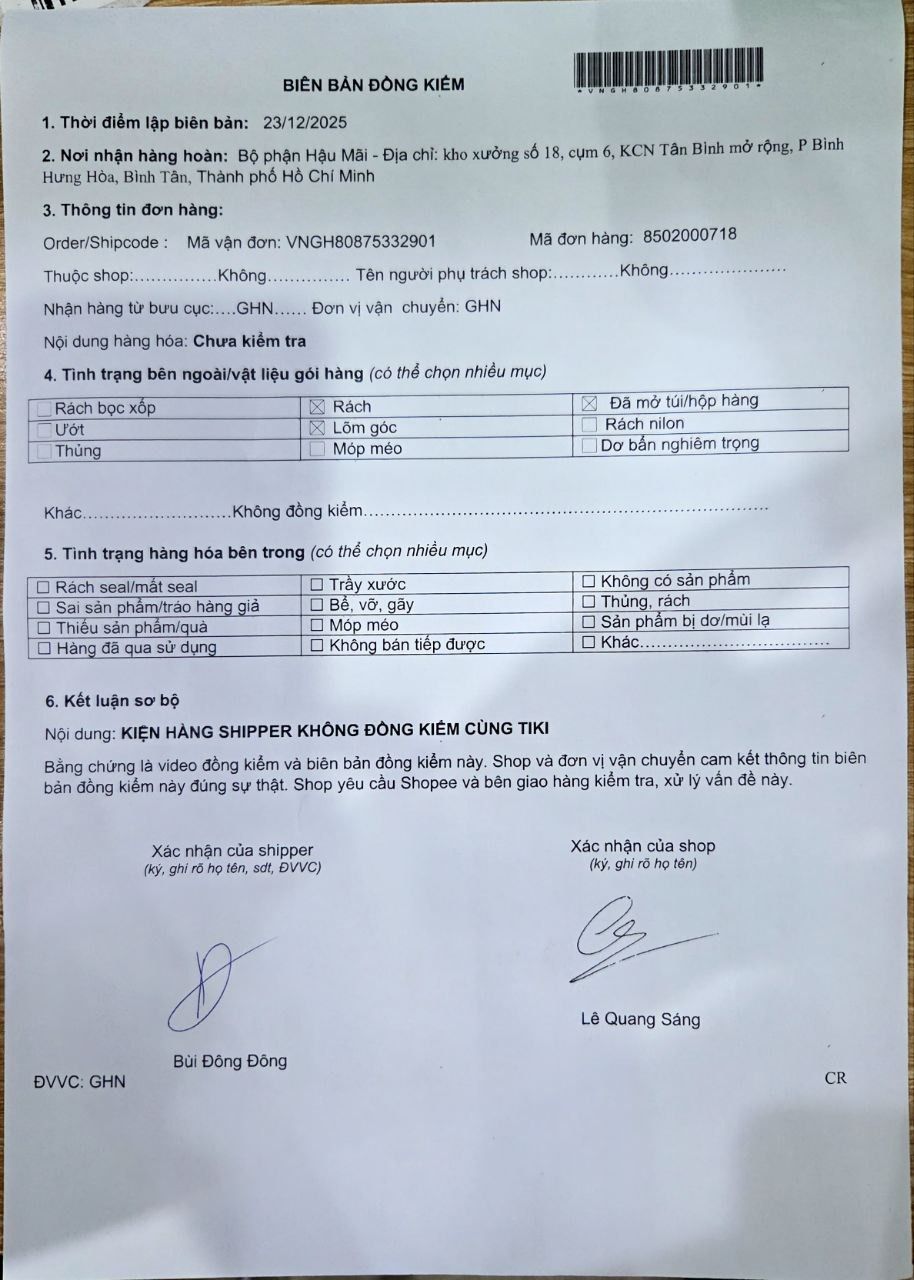 BIÊN BẢN ĐỒNG KIỂM
*VNGH80875332901*
1. Thời điểm lập biên bản: 23/12/2025
2. Nơi nhận hàng hoàn: Bộ phận Hậu Mãi - Địa chỉ: kho xưởng số 18, cụm 6, KCN Tân Bình mở rộng, P Bình
Hưng Hòa, Bình Tân, Thành phố Hồ Chí Minh
3. Thông tin đơn hàng:
Order/Shipcode : Mã vận đơn: VNGH80875332901 Mã đơn hàng: 8502000718
Thuộc shop:...............Không............... Tên người phụ trách shop:............Không.....................
Nhận hàng từ bưu cục:....GHN...... Đơn vị vận chuyển: GHN
Nội dung hàng hóa: Chưa kiểm tra
4. Tình trạng bên ngoài/vật liệu gói hàng (có thể chọn nhiều mục)
☐ Rách bọc xốp ☒ Rách ☒ Đã mở túi/hộp hàng
☐ Ướt ☒ Lõm góc ☐ Rách nilon
☐ Thủng ☐ Móp méo ☐ Dơ bẩn nghiêm trọng
Khác...........................Không đồng kiểm..........................................................................
5. Tình trạng hàng hóa bên trong (có thể chọn nhiều mục)
☐ Rách seal/mất seal ☐ Trầy xước ☐ Không có sản phẩm
☐ Sai sản phẩm/tráo hàng giả ☐ Bể, vỡ, gãy ☐ Thủng, rách
☐ Thiếu sản phẩm/quà ☐ Móp méo ☐ Sản phẩm bị dơ/mùi lạ
☐ Hàng đã qua sử dụng ☐ Không bán tiếp được ☐ Khác..................................
6. Kết luận sơ bộ
Nội dung: KIỆN HÀNG SHIPPER KHÔNG ĐỒNG KIỂM CÙNG TIKI
Bằng chứng là video đồng kiểm và biên bản đồng kiểm này. Shop và đơn vị vận chuyển cam kết thông tin biên
bản đồng kiểm này đúng sự thật. Shop yêu cầu Shopee và bên giao hàng kiểm tra, xử lý vấn đề này.
Xác nhận của shipper Xác nhận của shop
(ký, ghi rõ họ tên, sdt, ĐVVC) (ký, ghi rõ họ tên)
Lê Quang Sáng
Bùi Đông Đông
ĐVVC: GHN CR